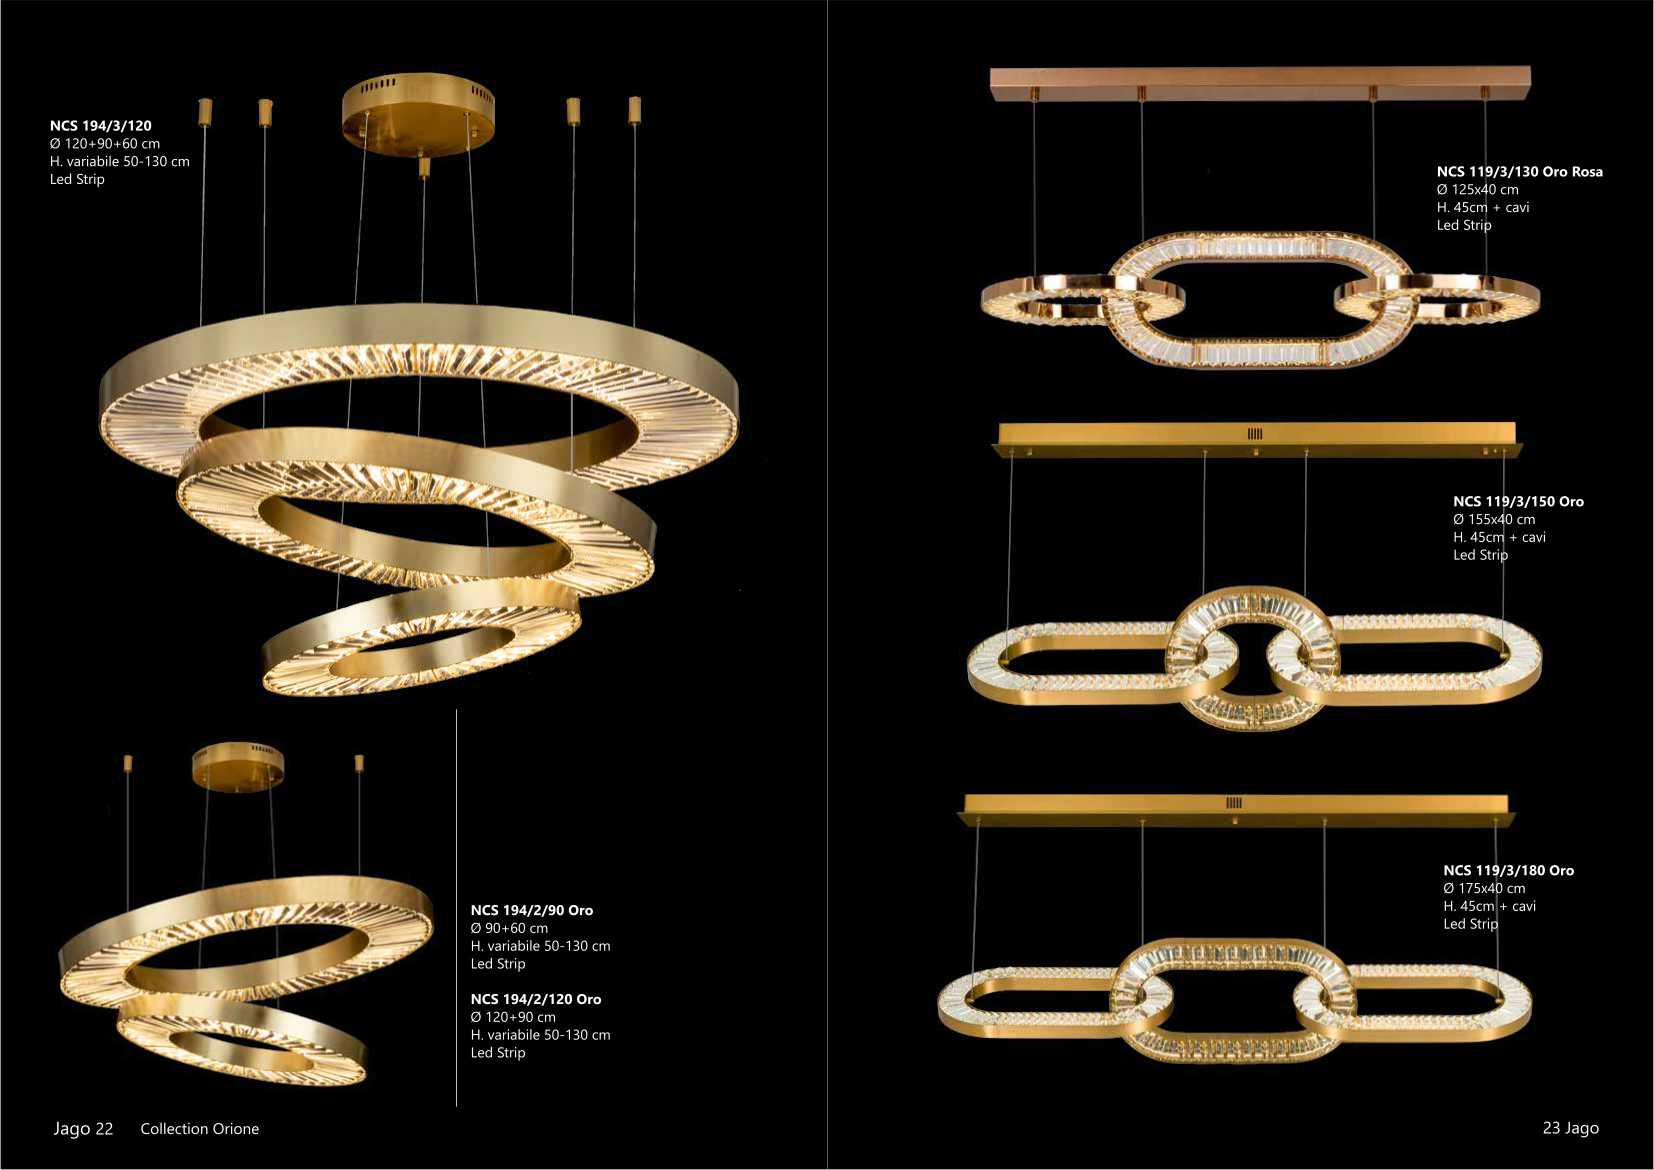 NCS 194/3/120
Ø 120+90+60 cm
H. variabile 50-130 cm
Led Strip
NCS 194/2/90 Oro
Ø 90+60 cm
H. variabile 50-130 cm
Led Strip
NCS 194/2/120 Oro
Ø 120+90 cm
H. variabile 50-130 cm
Led Strip
Jago 22 Collection Orione
NCS 119/3/130 Oro Rosa
Ø 125x40 cm
H. 45cm + cavi
Led Strip
NCS 119/3/150 Oro
Ø 155x40 cm
H. 45cm + cavi
Led Strip
NCS 119/3/180 Oro
Ø 175x40 cm
H. 45cm + cavi
Led Strip
23 Jago